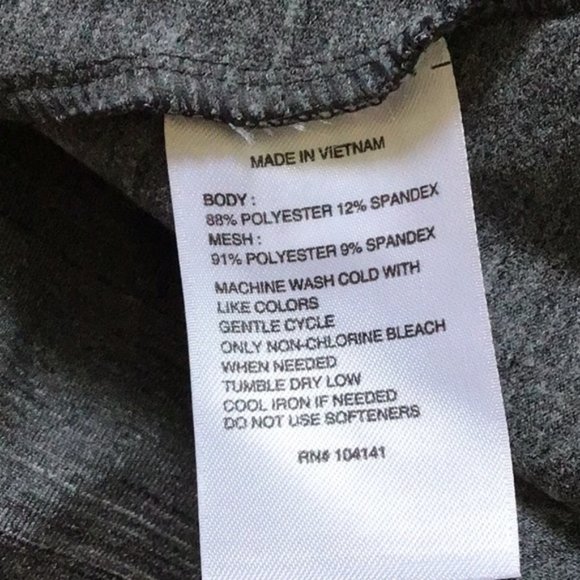 MADE IN VIETNAM
BODY :
88% POLYESTER 12% SPANDEX
MESH :
91% POLYESTER 9% SPANDEX
MACHINE WASH COLD WITH
LIKE COLORS
GENTLE CYCLE
ONLY NON-CHLORINE BLEACH
WHEN NEEDED
TUMBLE DRY LOW
COOL IRON IF NEEDED
DO NOT USE SOFTENERS
RN# 104141